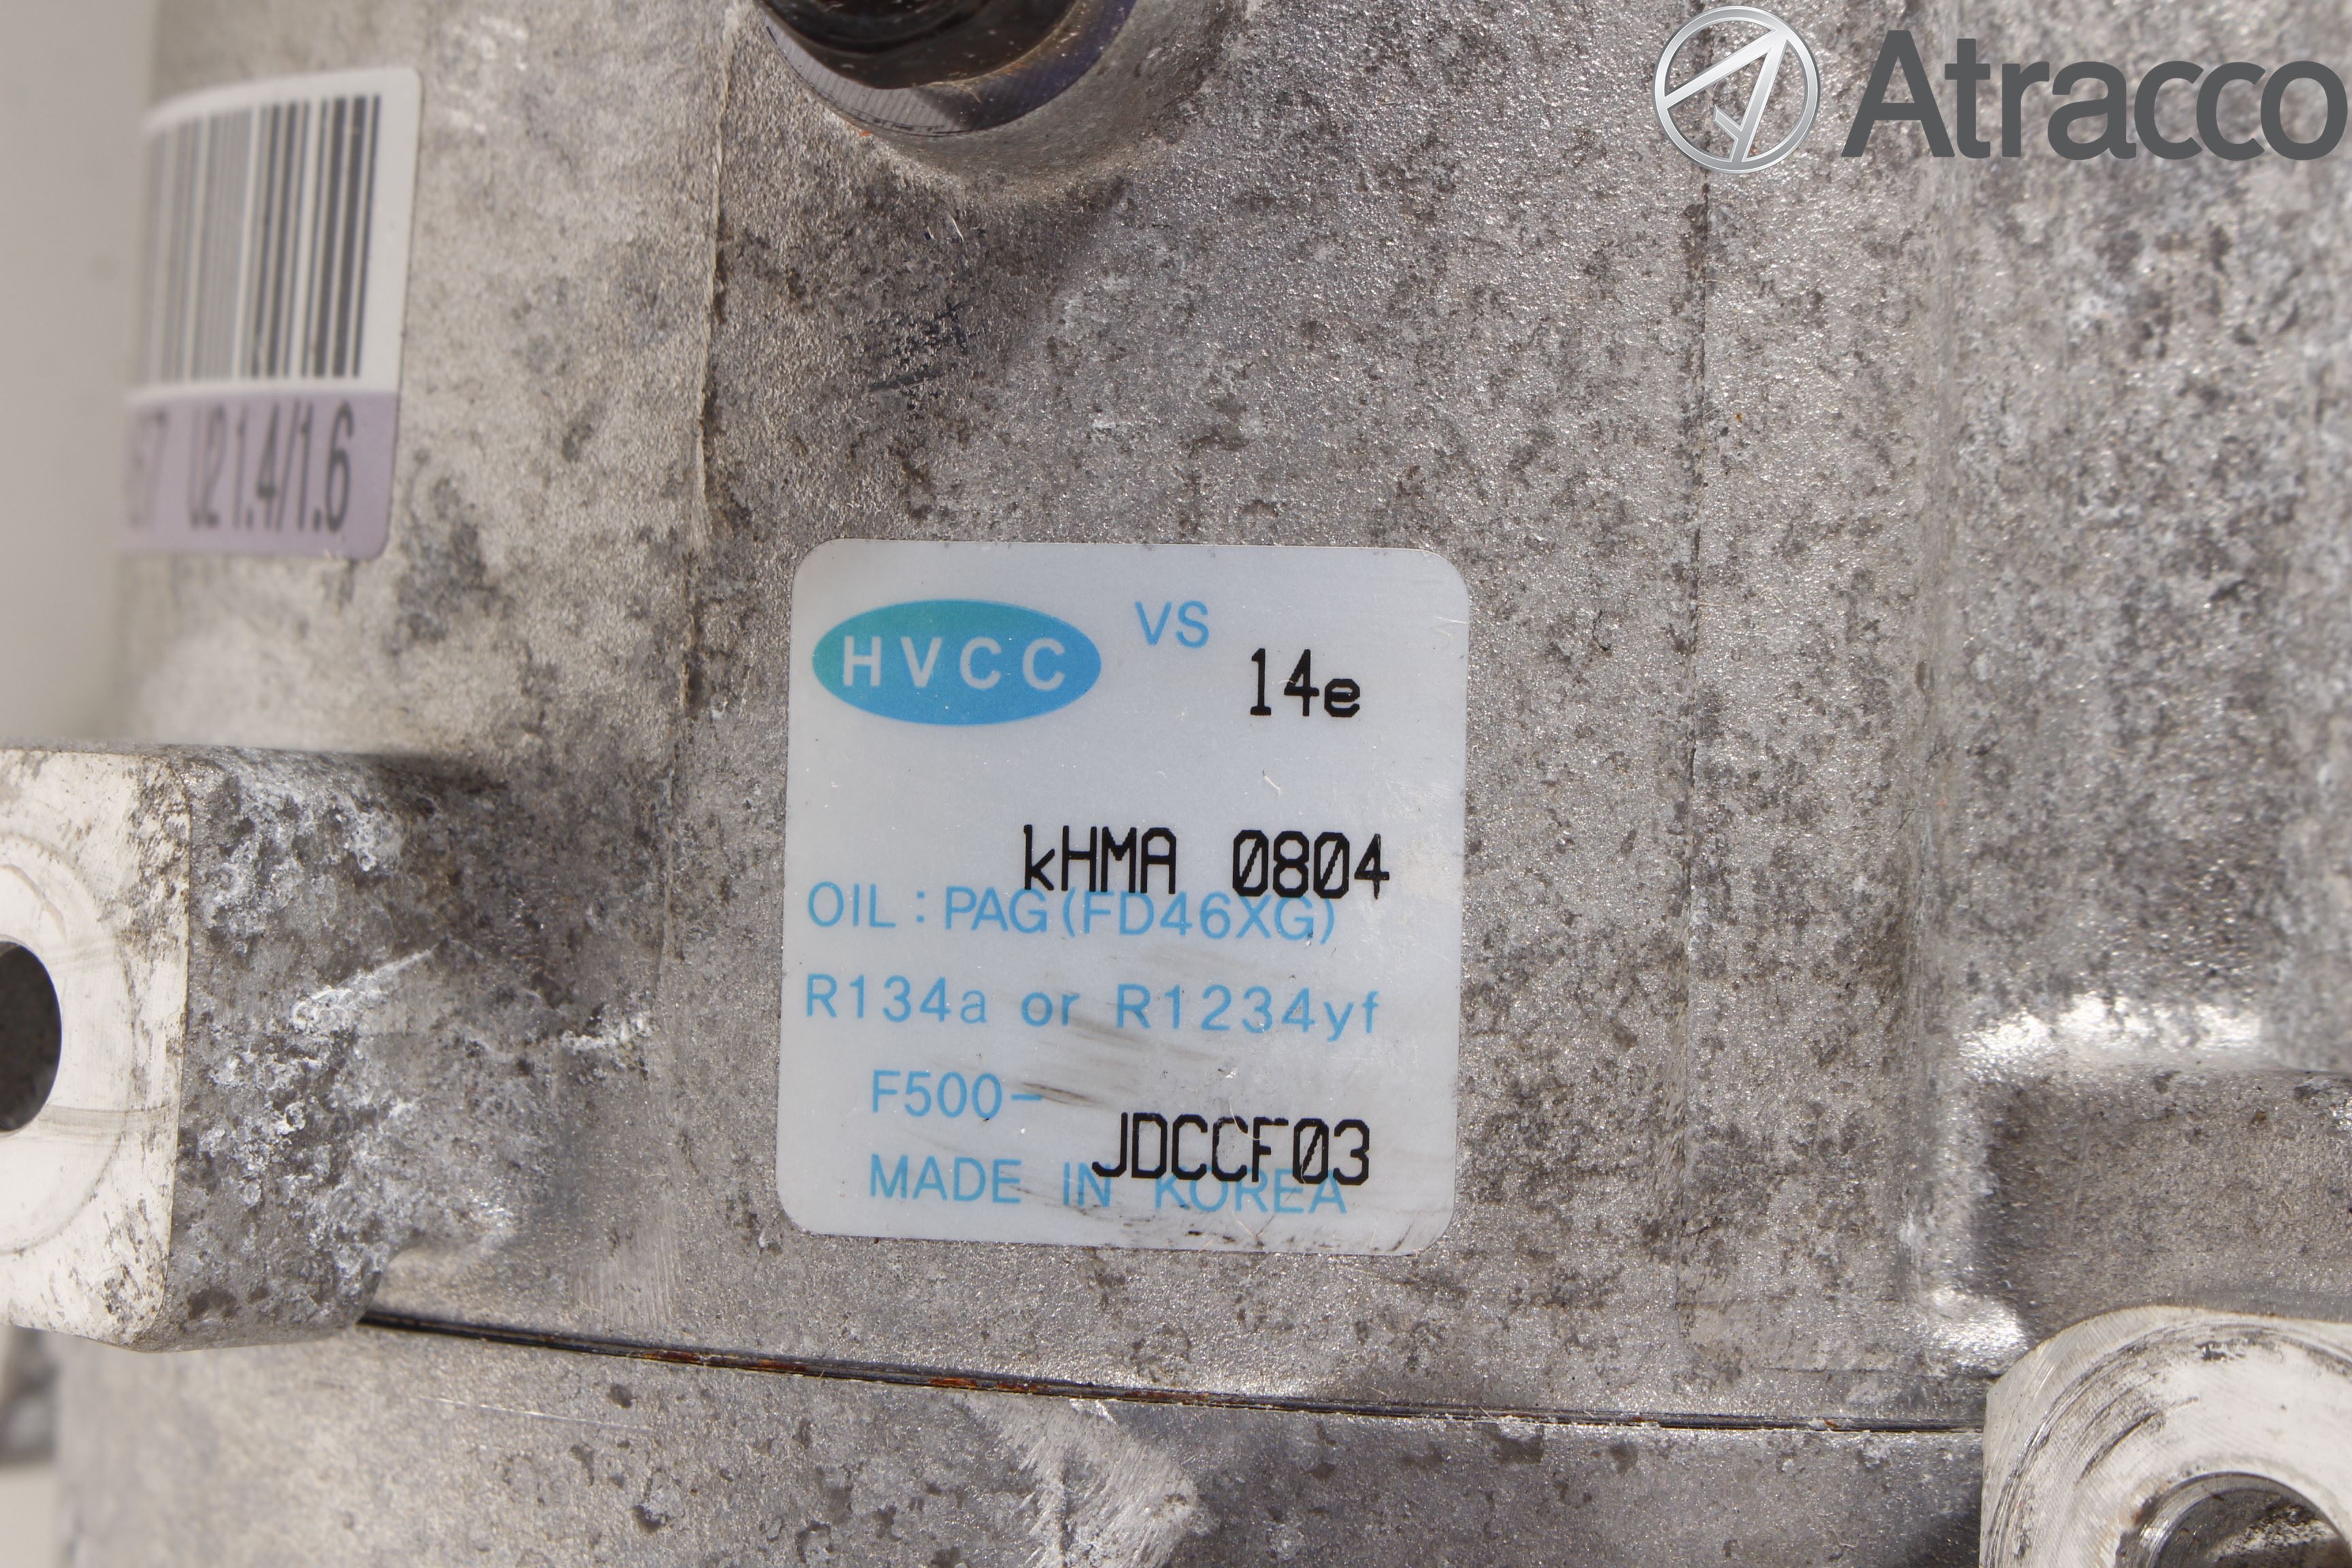 Atracco
U2 1.4/1.6
HVCC VS
14e
kHMA 0804
OIL : PAG (FD46XG)
R134a or R1234yf
F500-
JDCCF03
MADE IN KOREA